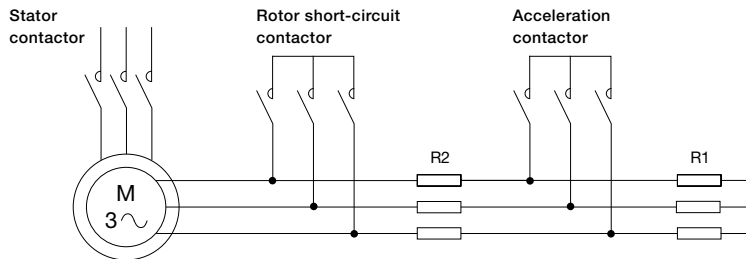 Stator
contactor
Rotor short-circuit
contactor
Acceleration
contactor
R2
R1
M
3